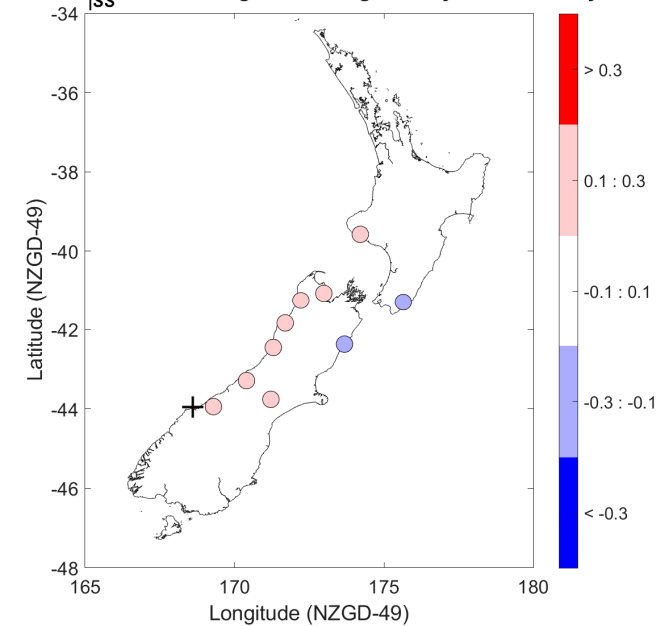 -34
-36
-38
-40
-42
-44
-46
-48
Latitude (NZGD-49)
165
170
175
180
Longitude (NZGD-49)
> 0.3
0.1 : 0.3
-0.1 : 0.1
-0.3 : -0.1
< -0.3